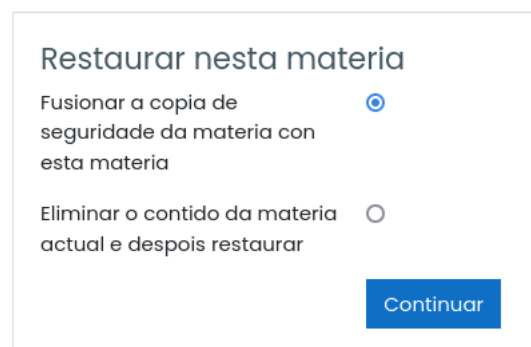 Restaurar nesta materia
Fusionar a copia de
seguridade da materia con
esta materia
Eliminar o contido da materia
actual e despois restaurar
Continuar